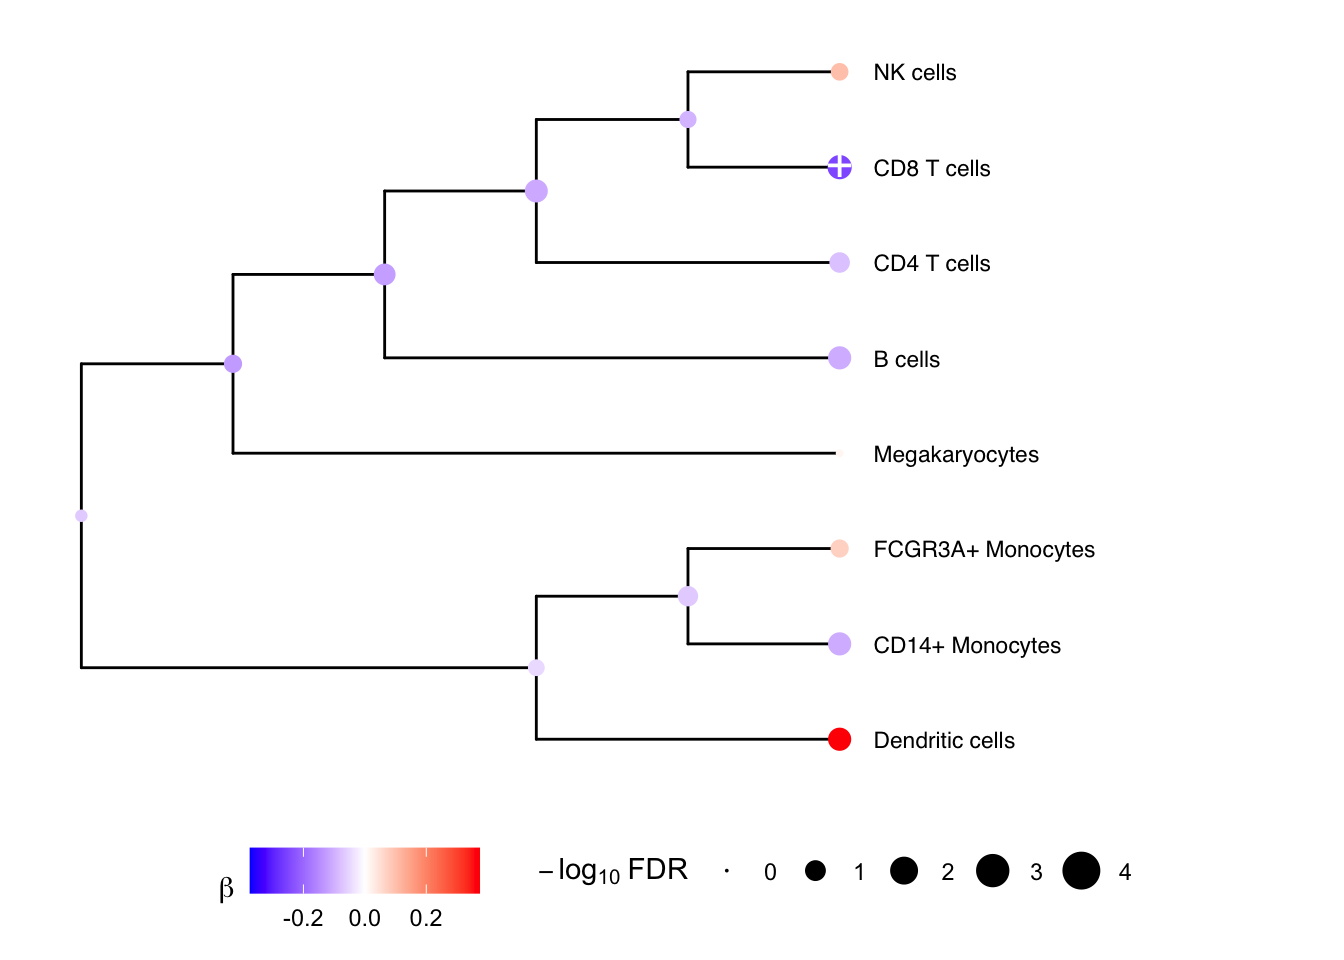 NK cells
CD8 T cells
CD4 T cells
B cells
Megakaryocytes
FCGR3A+ Monocytes
CD14+ Monocytes
Dendritic cells
β
-0.2 0.0 0.2
−log₁₀ FDR 0 1 2 3 4